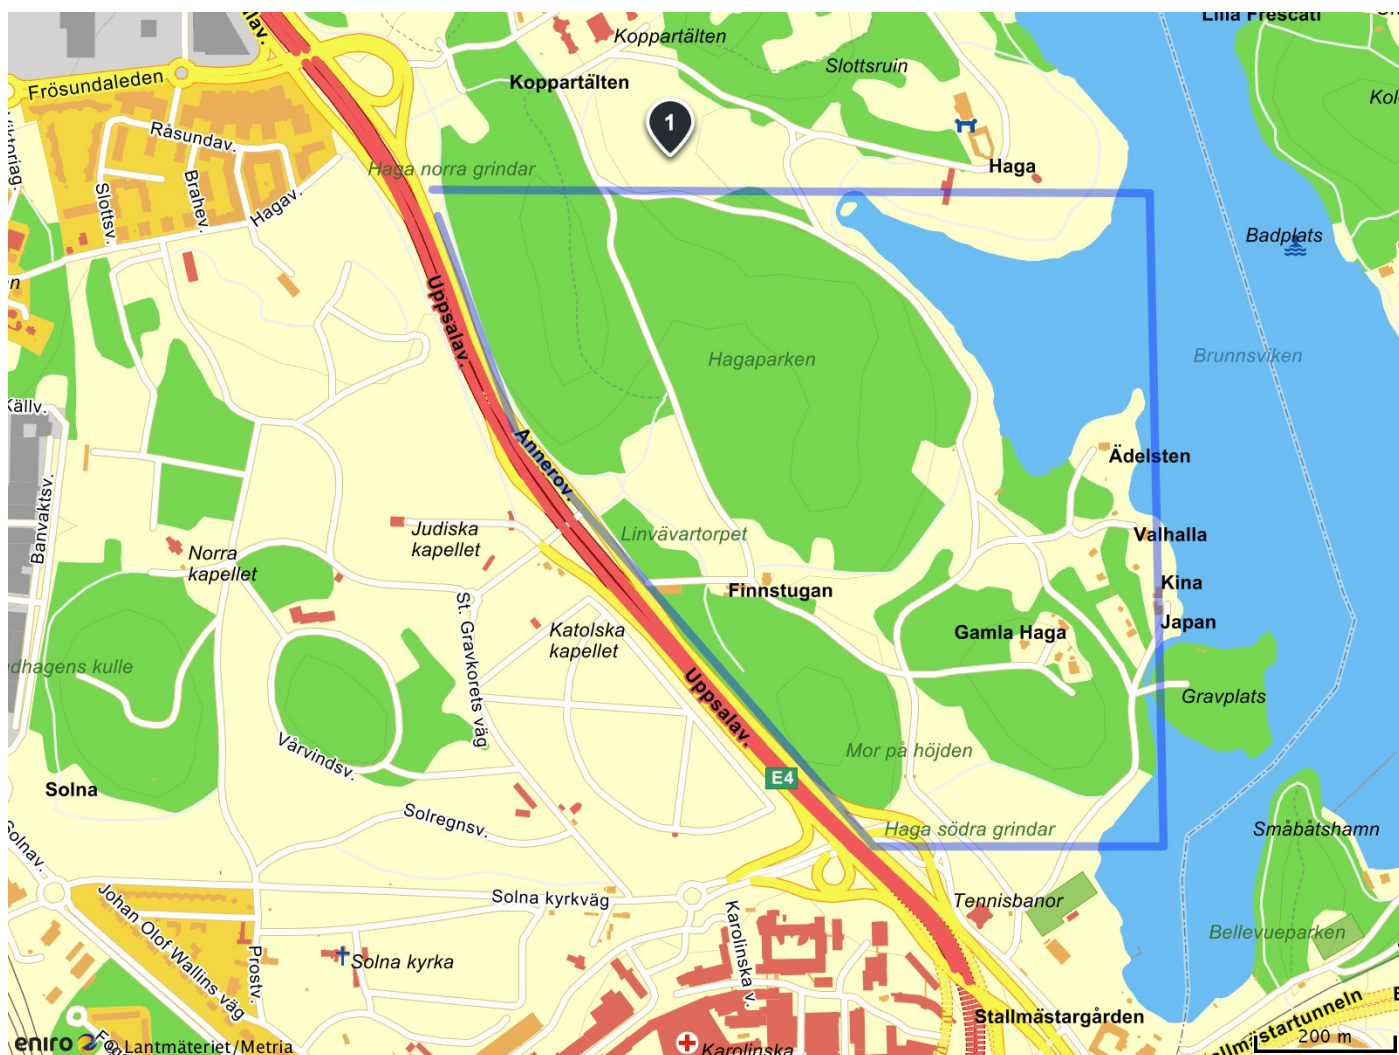 Lilla Frescati
Koppartälten
Slottsruin
Koppartälten
1
Frösundaleden
Råsundav.
Haga norra grindar
Haga
Slottsv.
Brahev.
Hagav.
Badplats
Uppsalav.
Hagaparken
Brunnsviken
Källv.
Annerov.
Ädelsten
Banvaktsv.
Judiska
kapellet
Linvävartorpet
Valhalla
Norra
kapellet
Finnstugan
Kina
Japan
St. Gravkorets väg
Katolska
kapellet
Gamla Haga
dhagens kulle
Gravplats
Uppsalav.
Vårvindsv.
Mor på höjden
E4
Solna
Solregnsv.
Haga södra grindar
Småbåtshamn
Solnav.
Johan Olof Wallins väg
Solna kyrkväg
Tennisbanor
Karolinska v.
Bellevueparken
Prostv.
Solna kyrka
Stallmästargården
allmästartunneln
200 m
eniro
© Lantmäteriet/Metria
Karolinska